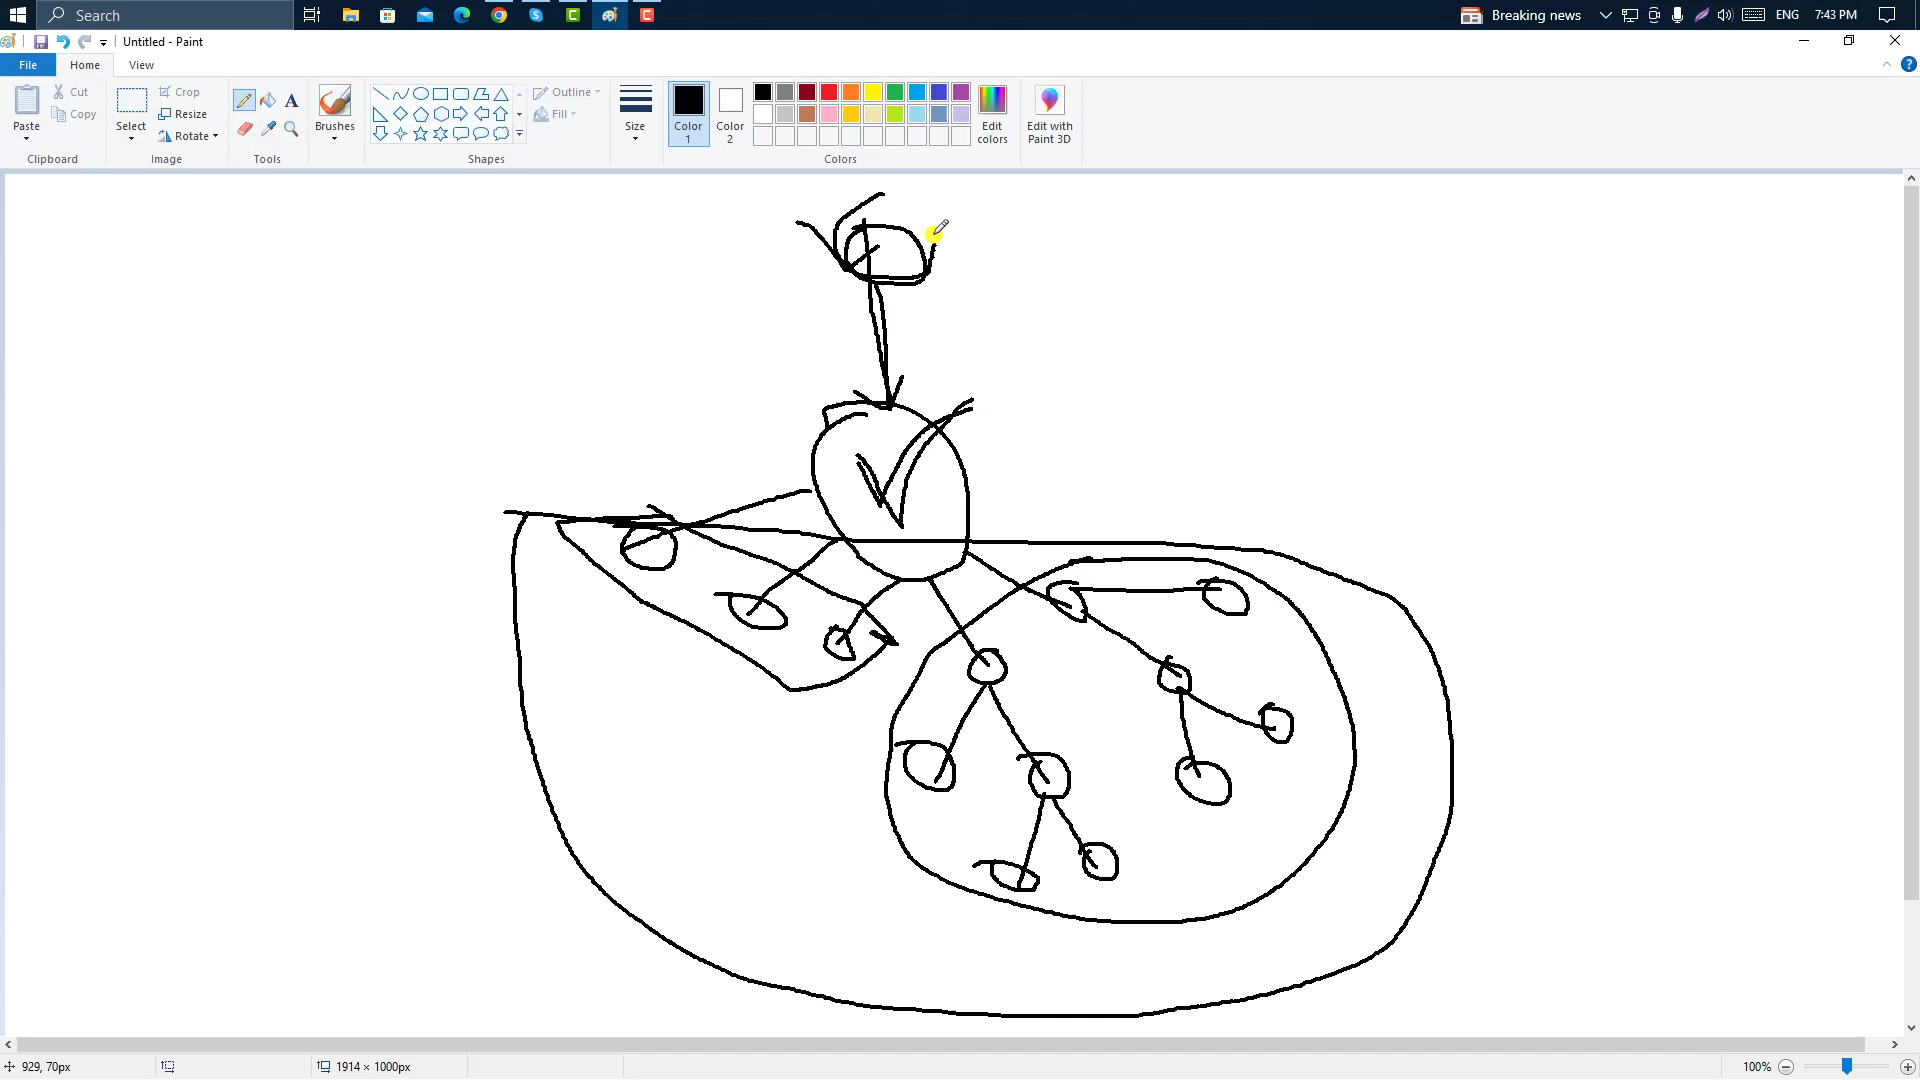 Search
Breaking news
ENG
7:43 PM
Untitled - Paint
File
Home
View
Paste
Cut
Copy
Clipboard
Select
Crop
Resize
Rotate
Image
A
Tools
Brushes
Outline
Fill
Shapes
Size
Color
1
Color
2
Edit
colors
Edit with
Paint 3D
Colors
V
929, 70px
1914 × 1000px
100%